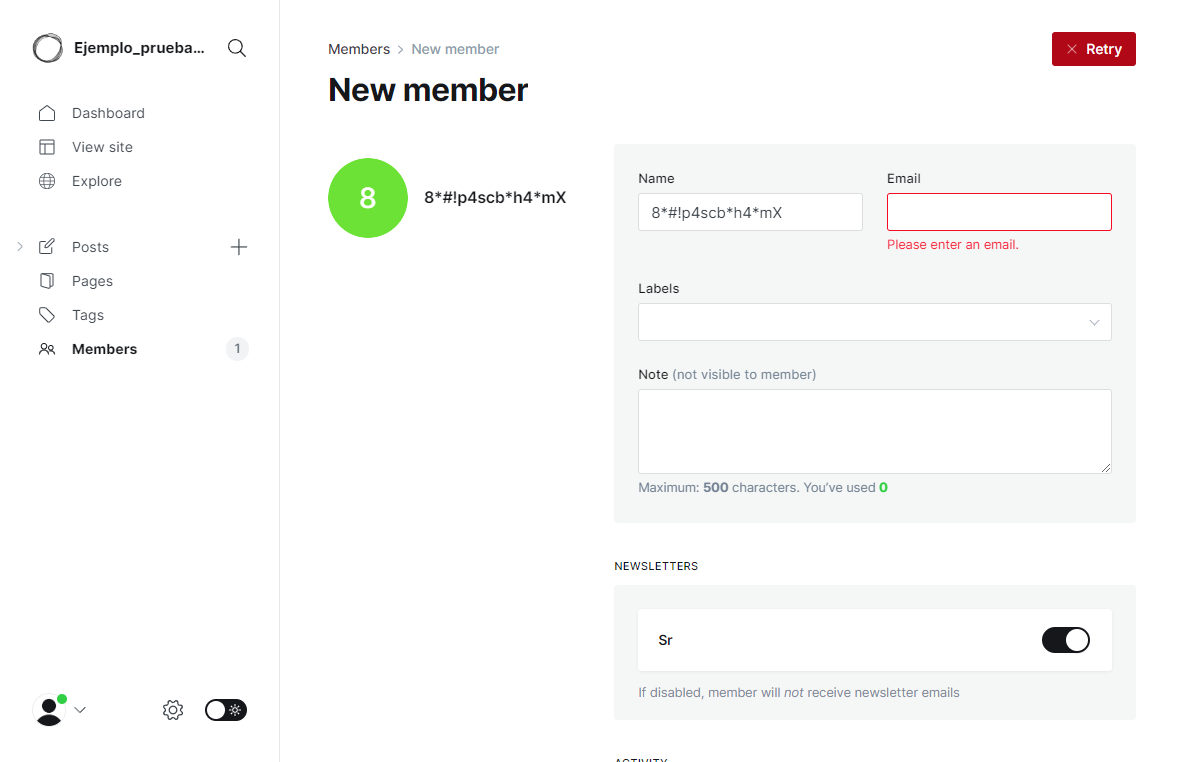 Ejemplo_prueba...
Dashboard
View site
Explore
Posts
Pages
Tags
Members 1
Members > New member
Retry
New member
8
8*#!p4scb*h4*mX
Name
Email
8*#!p4scb*h4*mX
Please enter an email.
Labels
Note (not visible to member)
Maximum: 500 characters. You've used 0
NEWSLETTERS
Sr
If disabled, member will not receive newsletter emails
ACTIVITY